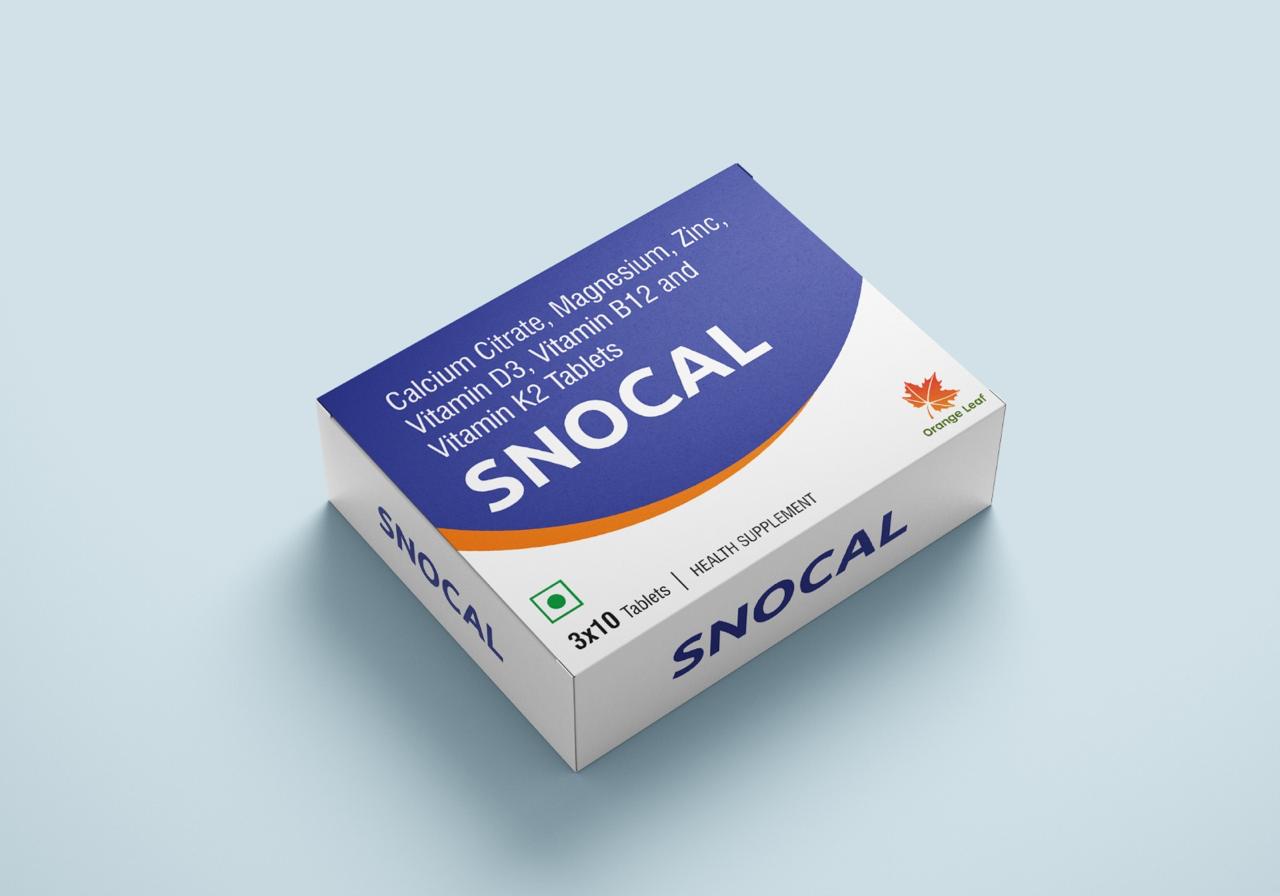 Calcium Citrate, Magnesium, Zinc,
Vitamin D3, Vitamin B12 and
Vitamin K2 Tablets
SNOCAL
Orange Leaf
3x10 Tablets | HEALTH SUPPLEMENT
SNOCAL
SNOCAL